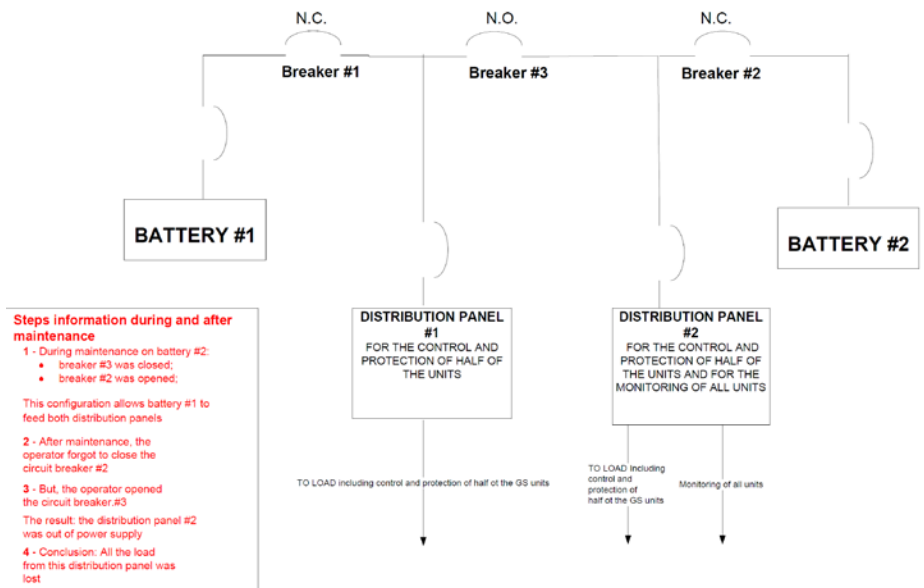 N.C.
N.O.
N.C.
Breaker #1
Breaker #3
Breaker #2
BATTERY #1
BATTERY #2
DISTRIBUTION PANEL
#1
FOR THE CONTROL AND
PROTECTION OF HALF OF
THE UNITS
DISTRIBUTION PANEL
#2
FOR THE CONTROL AND
PROTECTION OF HALF OF
THE UNITS AND FOR THE
MONITORING OF ALL UNITS
Steps information during and after
maintenance
1 - During maintenance on battery #2:
• breaker #3 was closed;
• breaker #2 was opened;
This configuration allows battery #1 to
feed both distribution panels
2 - After maintenance, the
operator forgot to close the
circuit breaker #2
3 - But, the operator opened
the circuit breaker.#3
The result: the distribution panel #2
was out of power supply
4 - Conclusion: All the load
from this distribution panel was
lost
TO LOAD including control and protection of half ot the GS units
TO LOAD Including
control and
protection of
half ot the GS units
Monitoring of all units